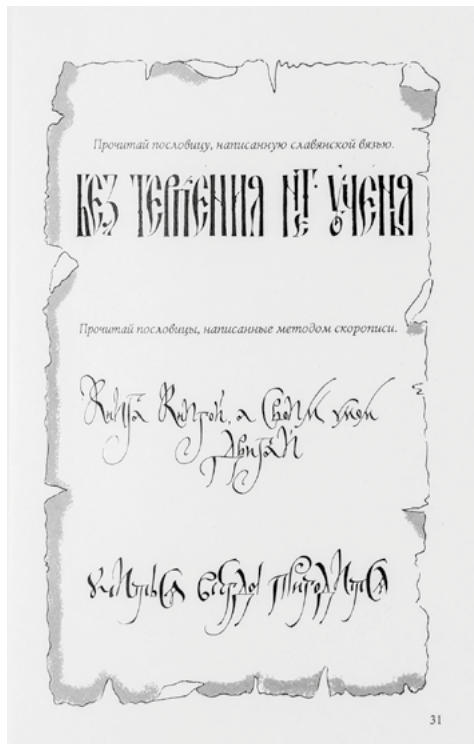 Прочитай пословицу, написанную славянской вязью.
БЕЗ ТЕРПЕНИЯ НЕТ УЧЕНЯ
Прочитай пословицы, написанные методом скорописи.
Книга книгой, а своим умом
двигай
Учиться всегда пригодится
31